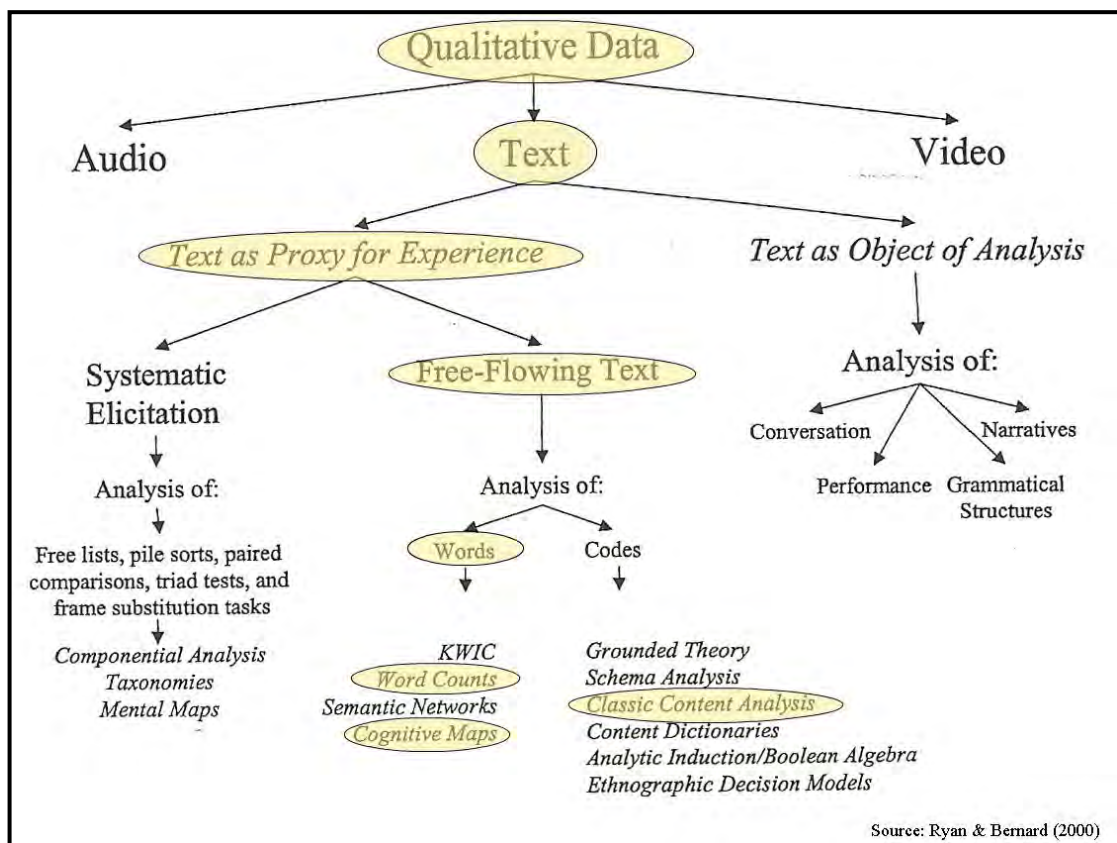 Qualitative Data
Audio
Text
Video
Text as Proxy for Experience
Text as Object of Analysis
Systematic
Elicitation
Free-Flowing Text
Analysis of:
Conversation
Narratives
Performance
Grammatical
Structures
Analysis of:
Free lists, pile sorts, paired
comparisons, triad tests, and
frame substitution tasks
Componential Analysis
Taxonomies
Mental Maps
Analysis of:
Words
Codes
KWIC
Word Counts
Semantic Networks
Cognitive Maps
Grounded Theory
Schema Analysis
Classic Content Analysis
Content Dictionaries
Analytic Induction/Boolean Algebra
Ethnographic Decision Models
Source: Ryan & Bernard (2000)